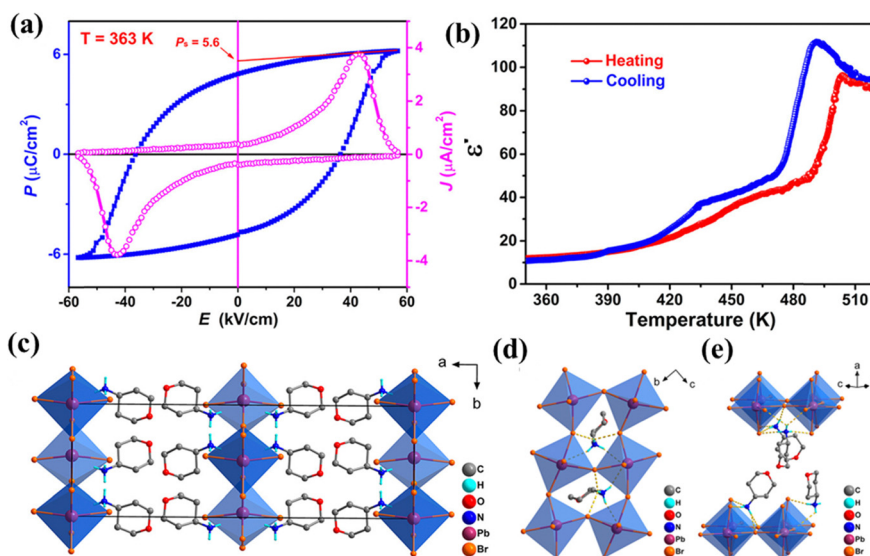 (a)
T = 363 K
Pₛ = 5.6
6
0
-6
P (μC/cm²)
4
2
0
-2
-4
J (μA/cm²)
-60 -40 -20 0 20 40 60
E (kV/cm)
(b)
Heating
Cooling
120
100
80
60
40
20
0
ε'
360 390 420 450 480 510
Temperature (K)
(c)
a
b
C
H
O
N
Pb
Br
(d)
b
c
C
H
O
N
Pb
Br
(e)
a
c
C
H
O
N
Pb
Br